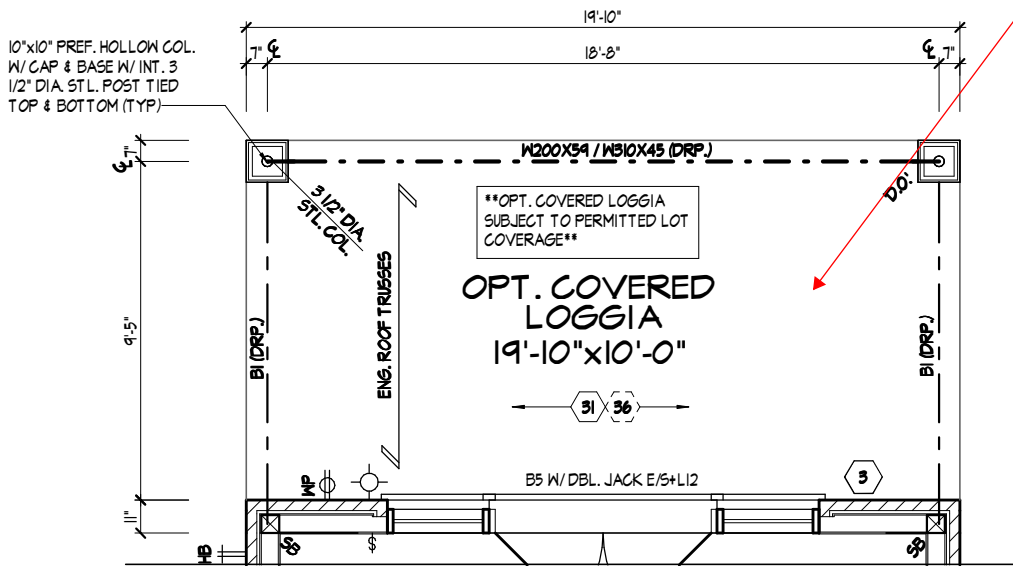 19'-10"
7" ℄
18'-8"
℄ 7"
10"x10" PREF. HOLLOW COL.
W/ CAP & BASE W/ INT. 3
1/2" DIA. STL. POST TIED
TOP & BOTTOM (TYP)
℄ 7"
W200X59 / W310X45 (DRP.)
3 1/2" DIA.
STL. COL.
D.O.
**OPT. COVERED LOGGIA
SUBJECT TO PERMITTED LOT
COVERAGE**
ENG. ROOF TRUSSES
OPT. COVERED
LOGGIA
19'-10"x10'-0"
9'-5"
B1 (DRP.)
B1 (DRP.)
31 36
B5 W/ DBL. JACK E/S+L12
3
WP
11"
SB
$
SB
HB